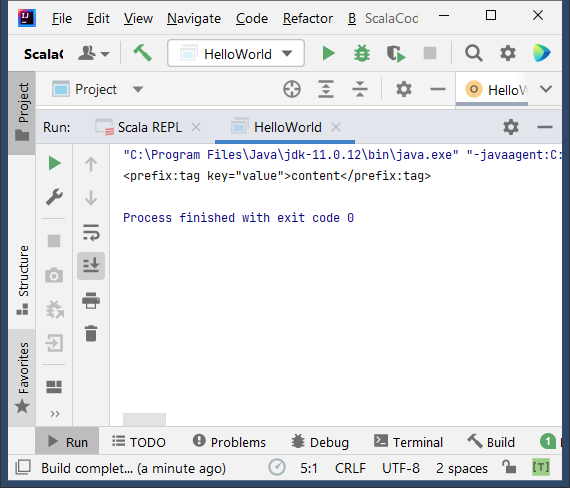 File Edit View Navigate Code Refactor B ScalaCod
ScalaC HelloWorld
Project
Project HelloW
Run: Scala REPL HelloWorld
"C:\Program Files\Java\jdk-11.0.12\bin\java.exe" "-javaagent:C:
<prefix:tag key="value">content</prefix:tag>
Process finished with exit code 0
Structure
Favorites
Run TODO Problems Debug Terminal Build 1
Build complet... (a minute ago) 5:1 CRLF UTF-8 2 spaces [T]